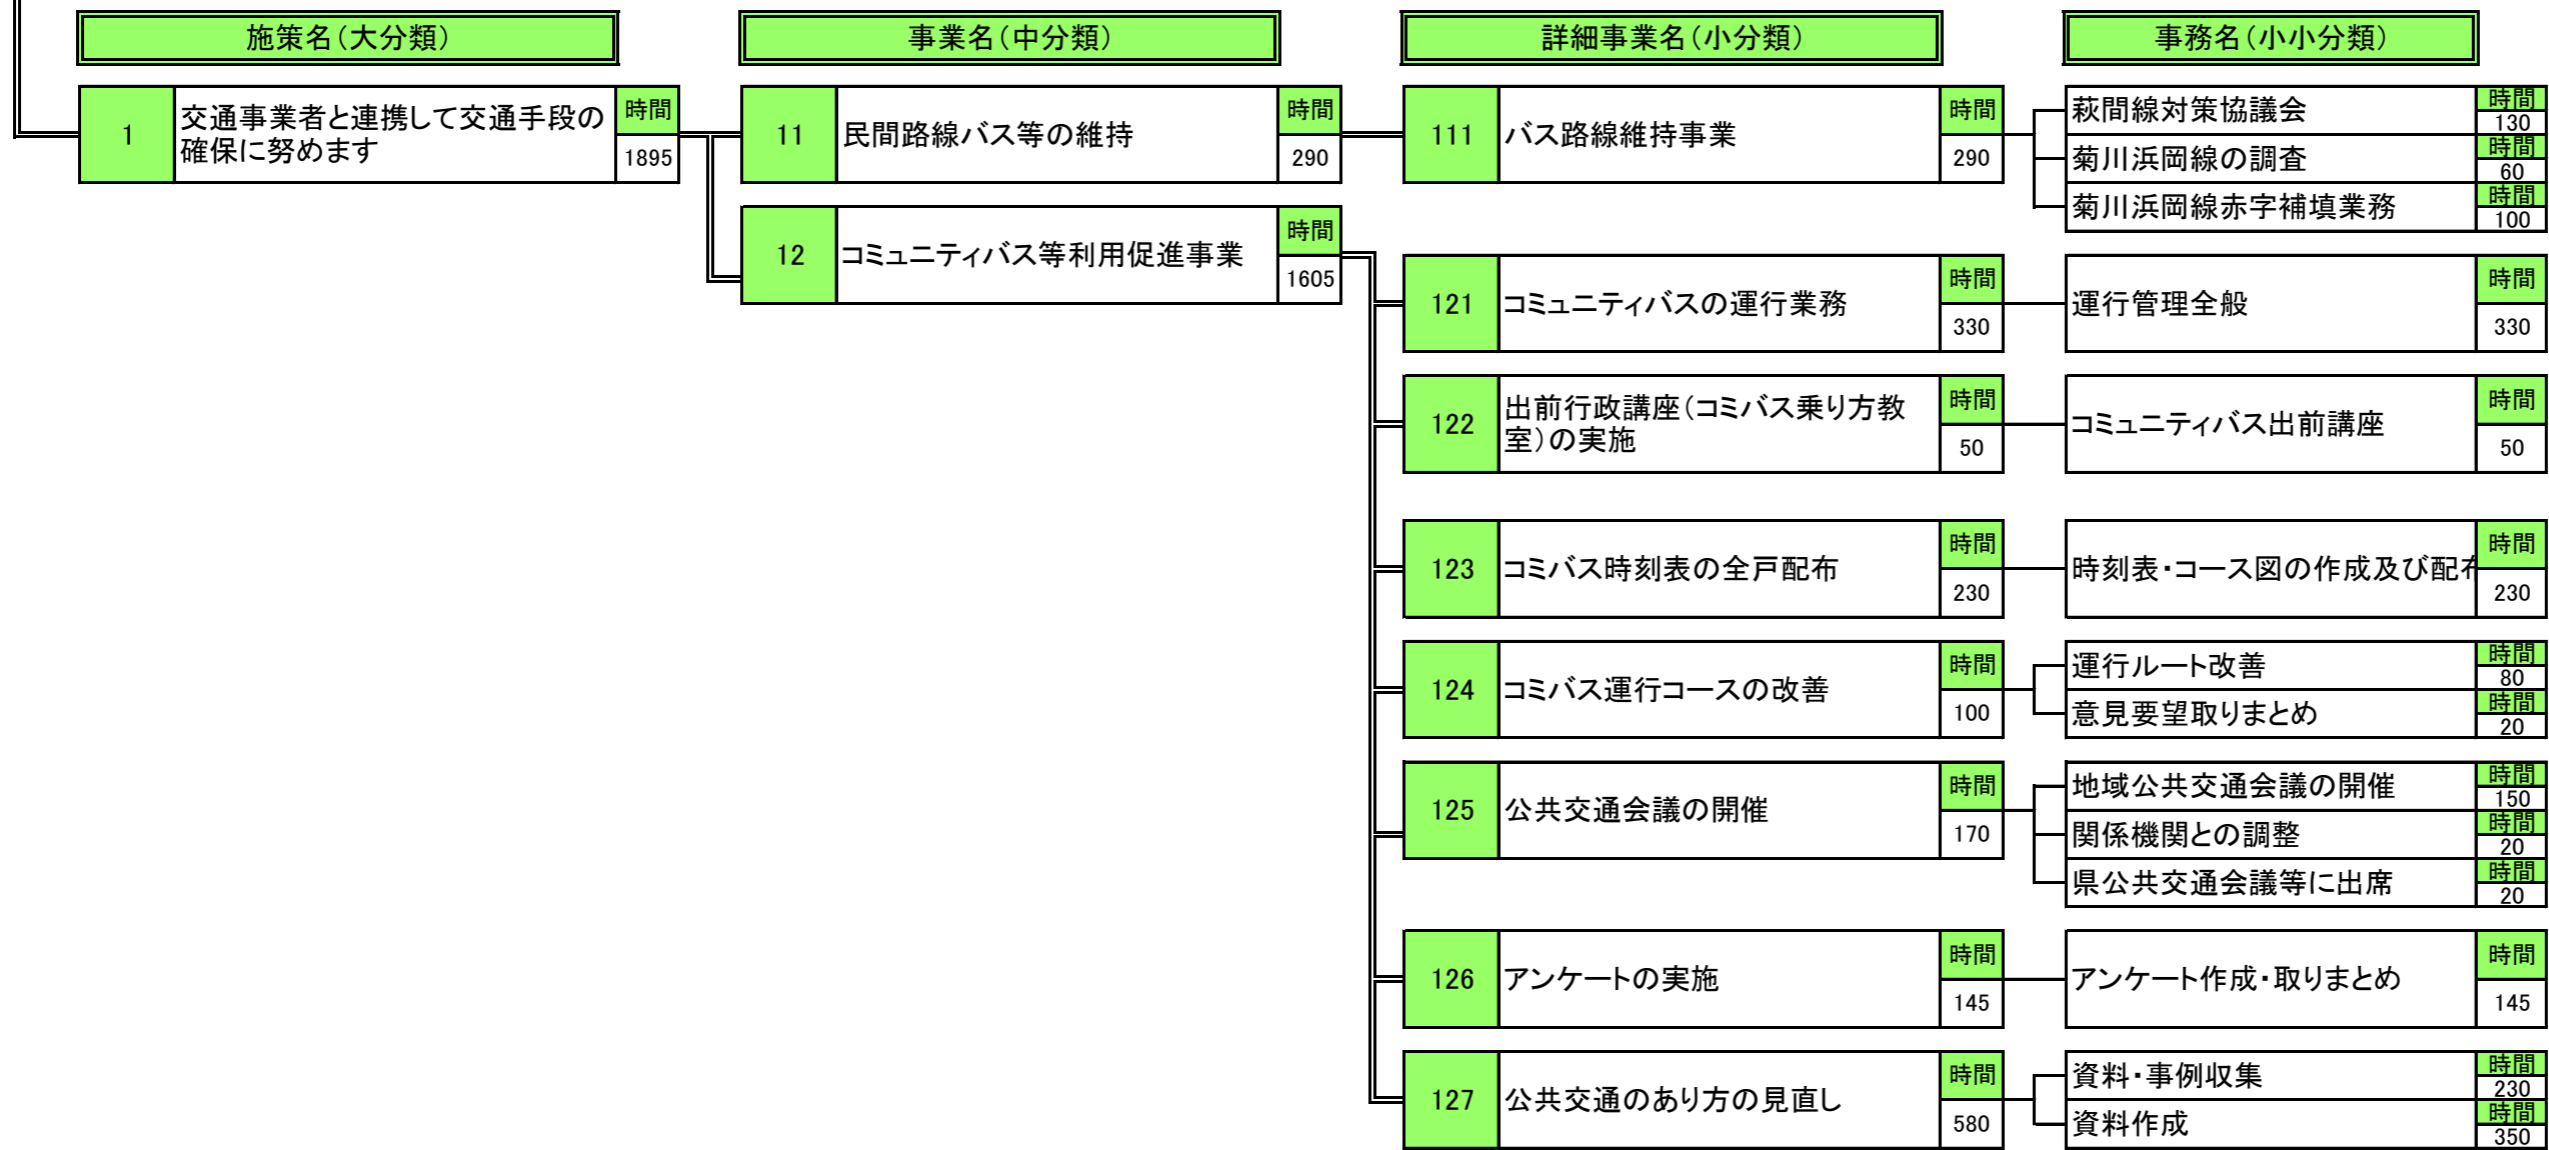 施策名(大分類)
事業名(中分類)
詳細事業名(小分類)
事務名(小小分類)
1
交通事業者と連携して交通手段の
確保に努めます
時間
1895
11
民間路線バス等の維持
時間
290
111
バス路線維持事業
時間
290
萩間線対策協議会
時間
130
菊川浜岡線の調査
時間
60
菊川浜岡線赤字補填業務
時間
100
12
コミュニティバス等利用促進事業
時間
1605
121
コミュニティバスの運行業務
時間
330
運行管理全般
時間
330
122
出前行政講座(コミバス乗り方教
室)の実施
時間
50
コミュニティバス出前講座
時間
50
123
コミバス時刻表の全戸配布
時間
230
時刻表・コース図の作成及び配布
時間
230
124
コミバス運行コースの改善
時間
100
運行ルート改善
時間
80
意見要望取りまとめ
時間
20
125
公共交通会議の開催
時間
170
地域公共交通会議の開催
時間
150
関係機関との調整
時間
20
県公共交通会議等に出席
時間
20
126
アンケートの実施
時間
145
アンケート作成・取りまとめ
時間
145
127
公共交通のあり方の見直し
時間
580
資料・事例収集
時間
230
資料作成
時間
350